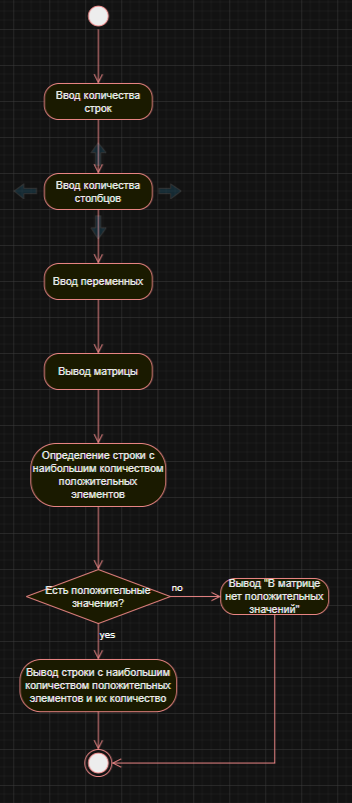 Ввод количества
строк
Ввод количества
столбцов
Ввод переменных
Вывод матрицы
Определение строки с
наибольшим количеством
положительных
элементов
Есть положительные
значения?
no
Вывод "В матрице
нет положительных
значений"
yes
Вывод строки с наибольшим
количеством положительных
элементов и их количество